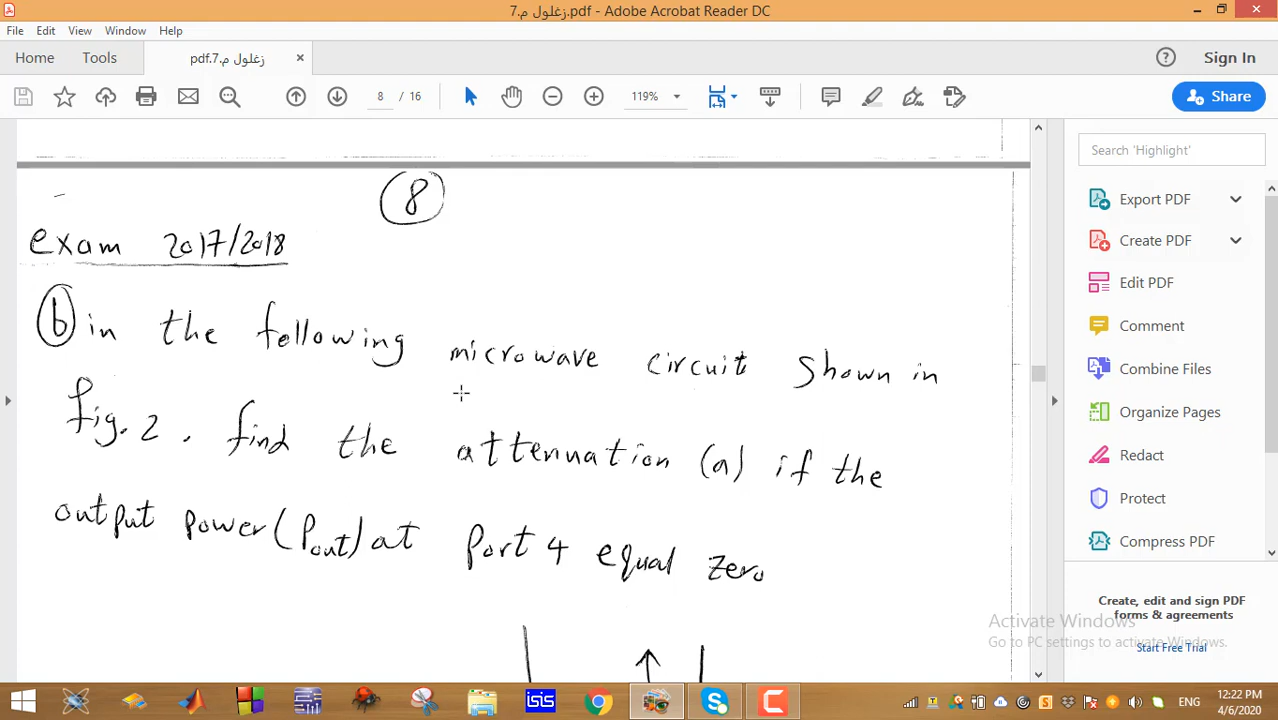 زغلول م.7.pdf - Adobe Acrobat Reader DC
File Edit View Window Help
Home Tools زغلول م.7.pdf × Sign In
8 / 16 119% Share
Search 'Highlight'
8
exam 2017/2018
b in the following microwave circuit shown in
fig. 2 . find the attenuation (a) if the
output power (Pout) at port 4 equal zero
Export PDF
Create PDF
Edit PDF
Comment
Combine Files
Organize Pages
Redact
Protect
Compress PDF
Create, edit and sign PDF
forms & agreements
Start Free Trial
Activate Windows
Go to PC settings to activate Windows.
isis
12:22 PM
4/6/2020